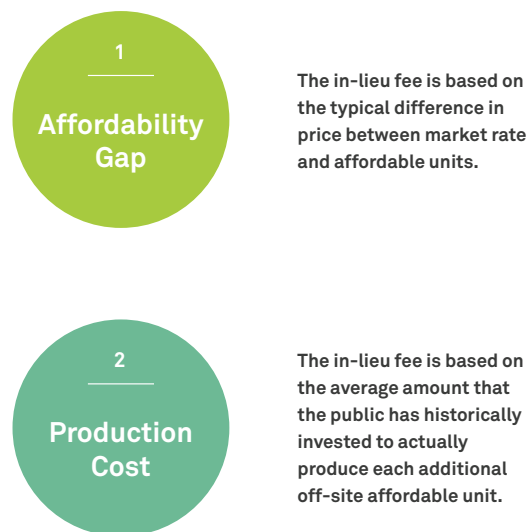 1
Affordability
Gap
The in-lieu fee is based on
the typical difference in
price between market rate
and affordable units.
2
Production
Cost
The in-lieu fee is based on
the average amount that
the public has historically
invested to actually
produce each additional
off-site affordable unit.